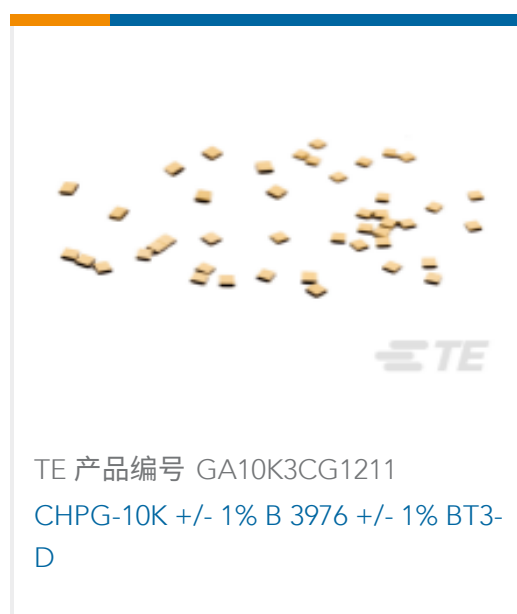 TE
TE 产品编号 GA10K3CG1211
CHPG-10K +/- 1% B 3976 +/- 1% BT3-
D